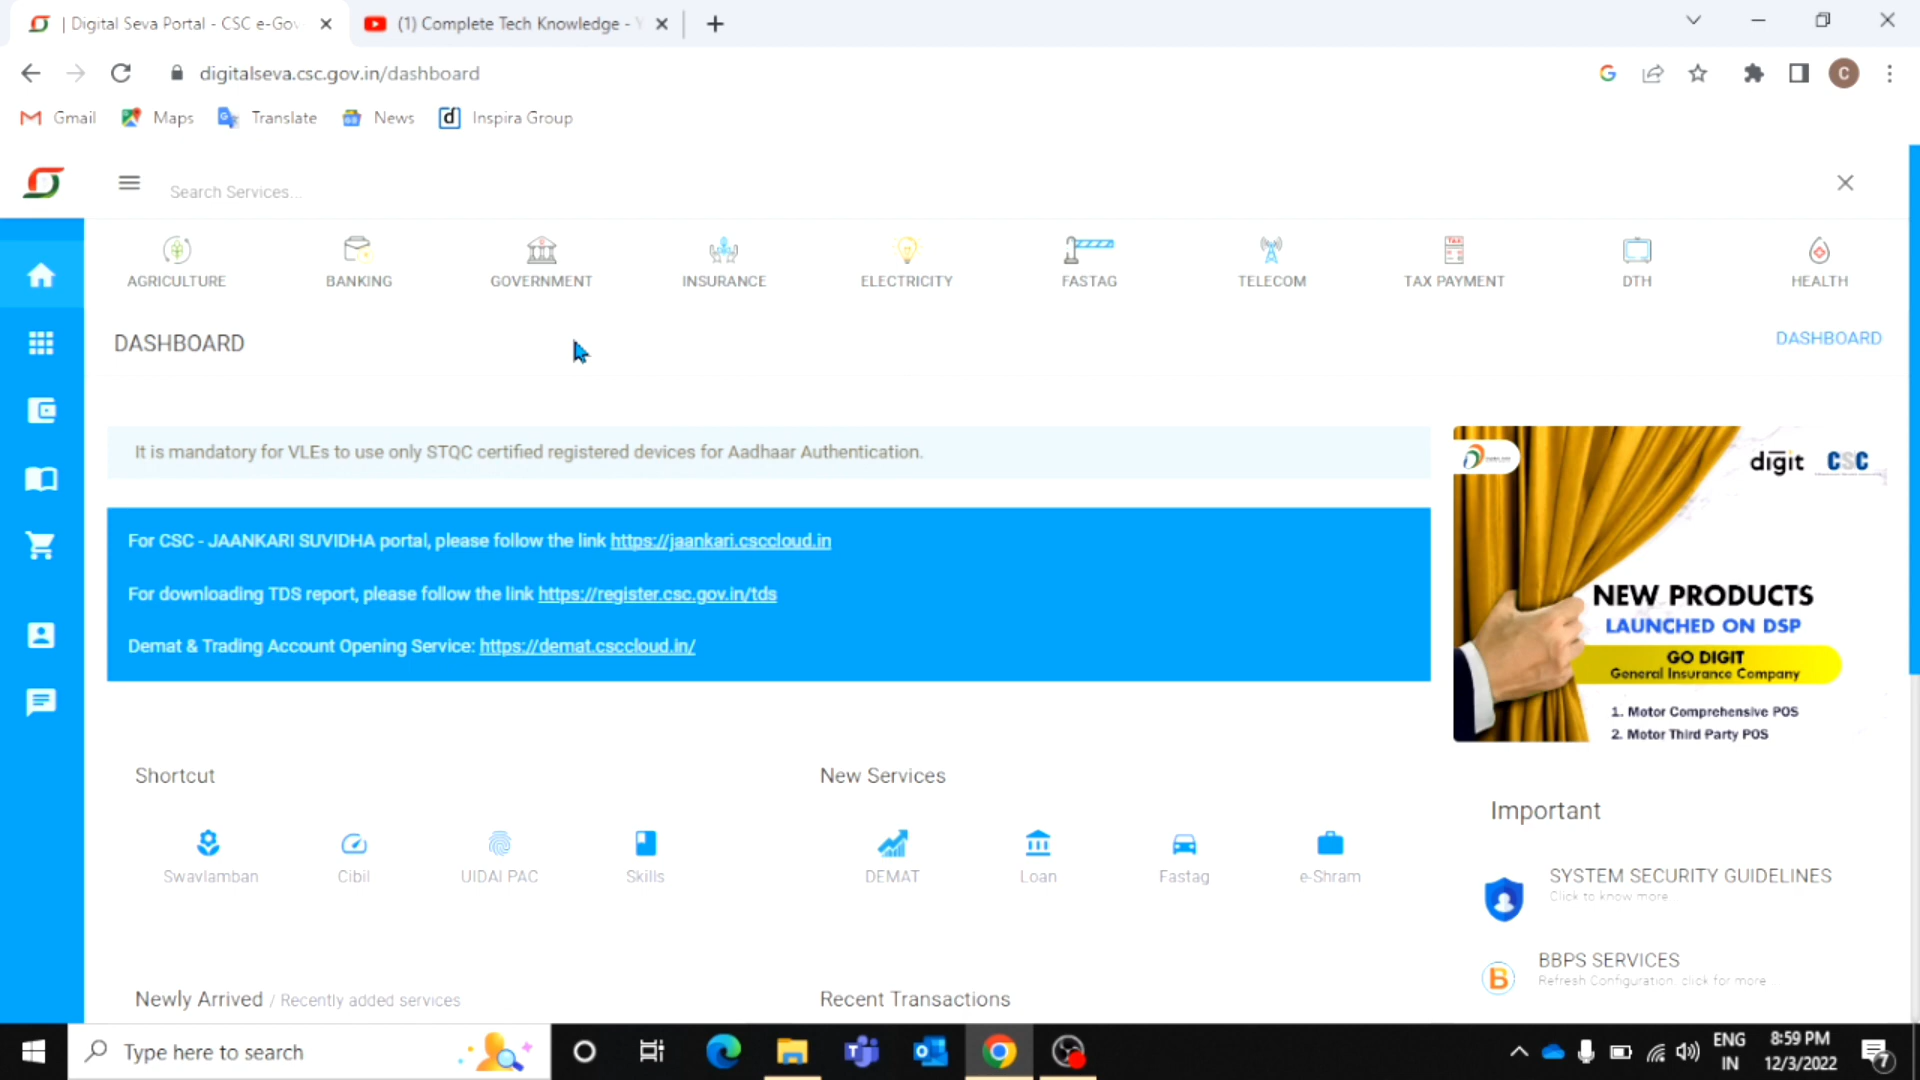 | Digital Seva Portal - CSC e-Gov
(1) Complete Tech Knowledge -
digitalseva.csc.gov.in/dashboard
C
Gmail
Maps
Translate
News
Inspira Group
Search Services...
AGRICULTURE
BANKING
GOVERNMENT
INSURANCE
ELECTRICITY
FASTAG
TELECOM
TAX PAYMENT
DTH
HEALTH
DASHBOARD
DASHBOARD
It is mandatory for VLEs to use only STQC certified registered devices for Aadhaar Authentication.
For CSC - JAANKARI SUVIDHA portal, please follow the link https://jaankari.csccloud.in
For downloading TDS report, please follow the link https://register.csc.gov.in/tds
Demat & Trading Account Opening Service: https://demat.csccloud.in/
digit CSC
NEW PRODUCTS
LAUNCHED ON DSP
GO DIGIT
General Insurance Company
1. Motor Comprehensive POS
2. Motor Third Party POS
Shortcut
Swavlamban
Cibil
UIDAI PAC
Skills
New Services
DEMAT
Loan
Fastag
e-Shram
Important
SYSTEM SECURITY GUIDELINES
Click to know more
BBPS SERVICES
Refresh Configuration..click for more...
Newly Arrived / Recently added services
Recent Transactions
Type here to search
ENG
IN
8:59 PM
12/3/2022
7